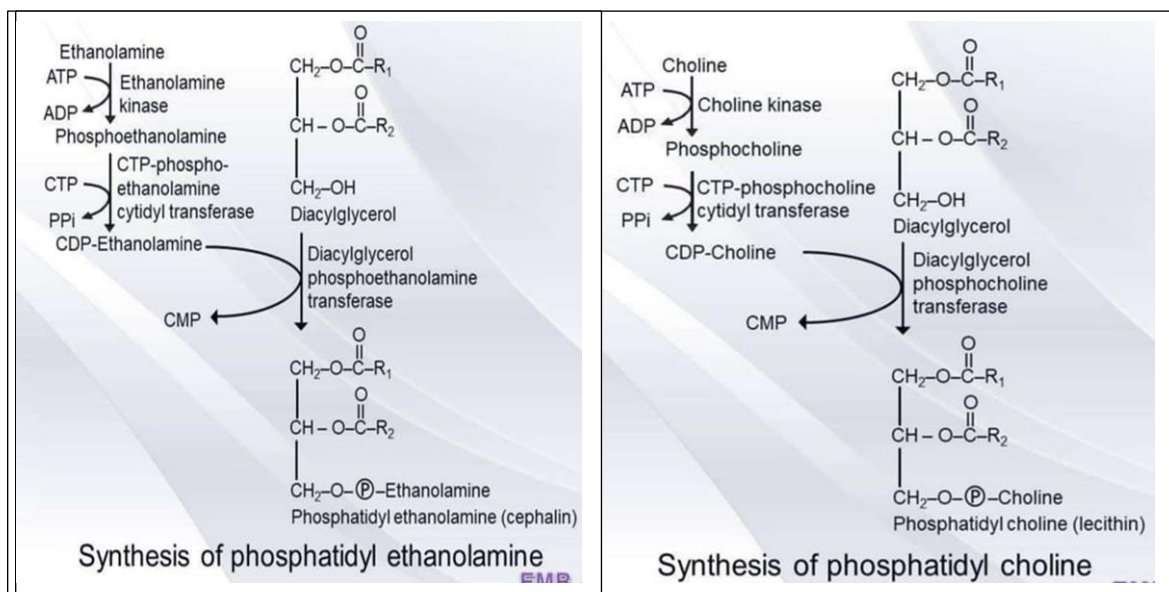 Ethanolamine
ATP
Ethanolamine
kinase
ADP
Phosphoethanolamine
CTP-phospho-
ethanolamine
cytidyl transferase
CTP
PPi
CDP-Ethanolamine
CMP
O
CH₂–O–C–R₁
O
CH – O–C–R₂
CH₂–OH
Diacylglycerol
Diacylglycerol
phosphoethanolamine
transferase
O
CH₂–O–C–R₁
O
CH – O–C–R₂
CH₂–O–Ⓟ–Ethanolamine
Phosphatidyl ethanolamine (cephalin)
Synthesis of phosphatidyl ethanolamine
Choline
ATP
Choline kinase
ADP
Phosphocholine
CTP
CTP-phosphocholine
cytidyl transferase
PPi
CDP-Choline
CMP
O
CH₂–O–C–R₁
O
CH – O–C–R₂
CH₂–OH
Diacylglycerol
Diacylglycerol
phosphocholine
transferase
O
CH₂–O–C–R₁
O
CH – O–C–R₂
CH₂–O–Ⓟ–Choline
Phosphatidyl choline (lecithin)
Synthesis of phosphatidyl choline